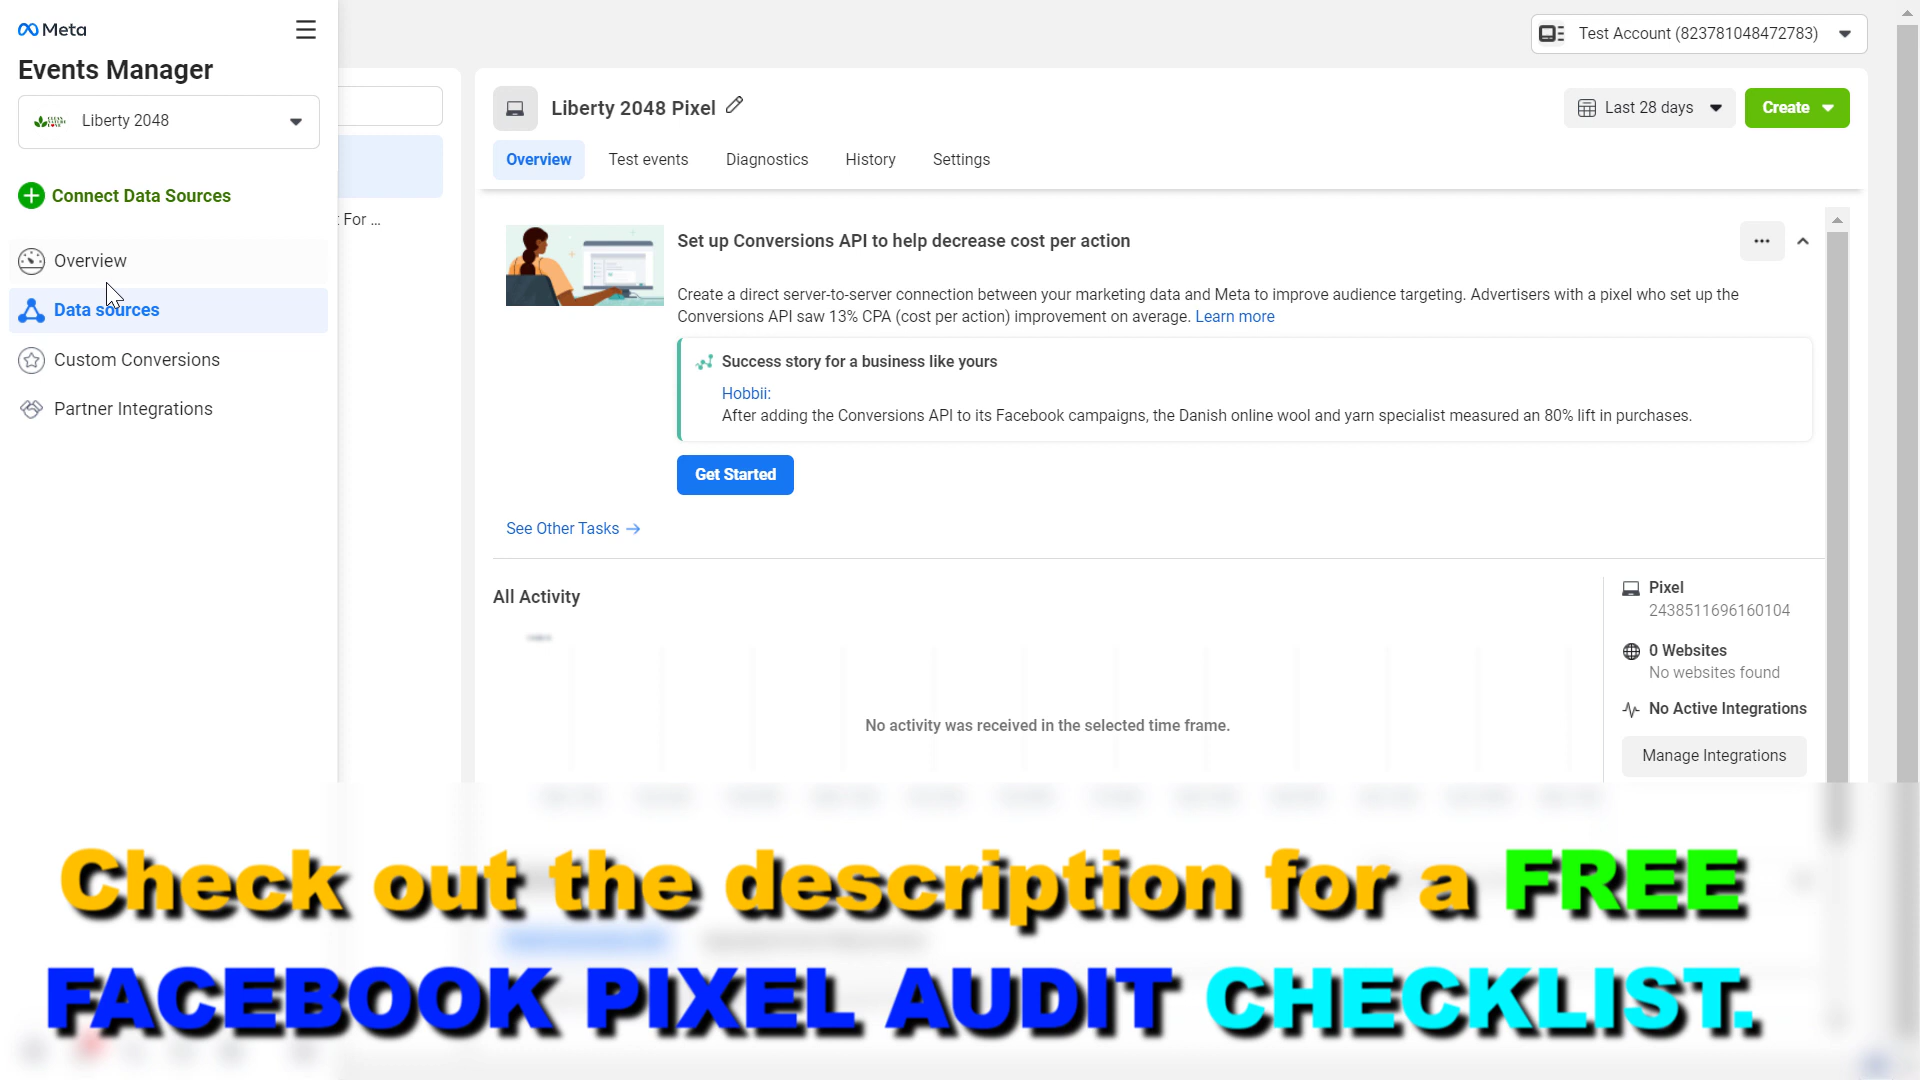 Meta
Events Manager
Liberty 2048
Connect Data Sources
Overview
Data sources
Custom Conversions
Partner Integrations
For ...
Test Account (823781048472783)
Liberty 2048 Pixel
Last 28 days
Create
Overview
Test events
Diagnostics
History
Settings
Set up Conversions API to help decrease cost per action
Create a direct server-to-server connection between your marketing data and Meta to improve audience targeting. Advertisers with a pixel who set up the
Conversions API saw 13% CPA (cost per action) improvement on average. Learn more
Success story for a business like yours
Hobbii:
After adding the Conversions API to its Facebook campaigns, the Danish online wool and yarn specialist measured an 80% lift in purchases.
Get Started
See Other Tasks →
All Activity
No activity was received in the selected time frame.
Pixel
2438511696160104
0 Websites
No websites found
No Active Integrations
Manage Integrations
Check out the description for a FREE
FACEBOOK PIXEL AUDIT CHECKLIST.